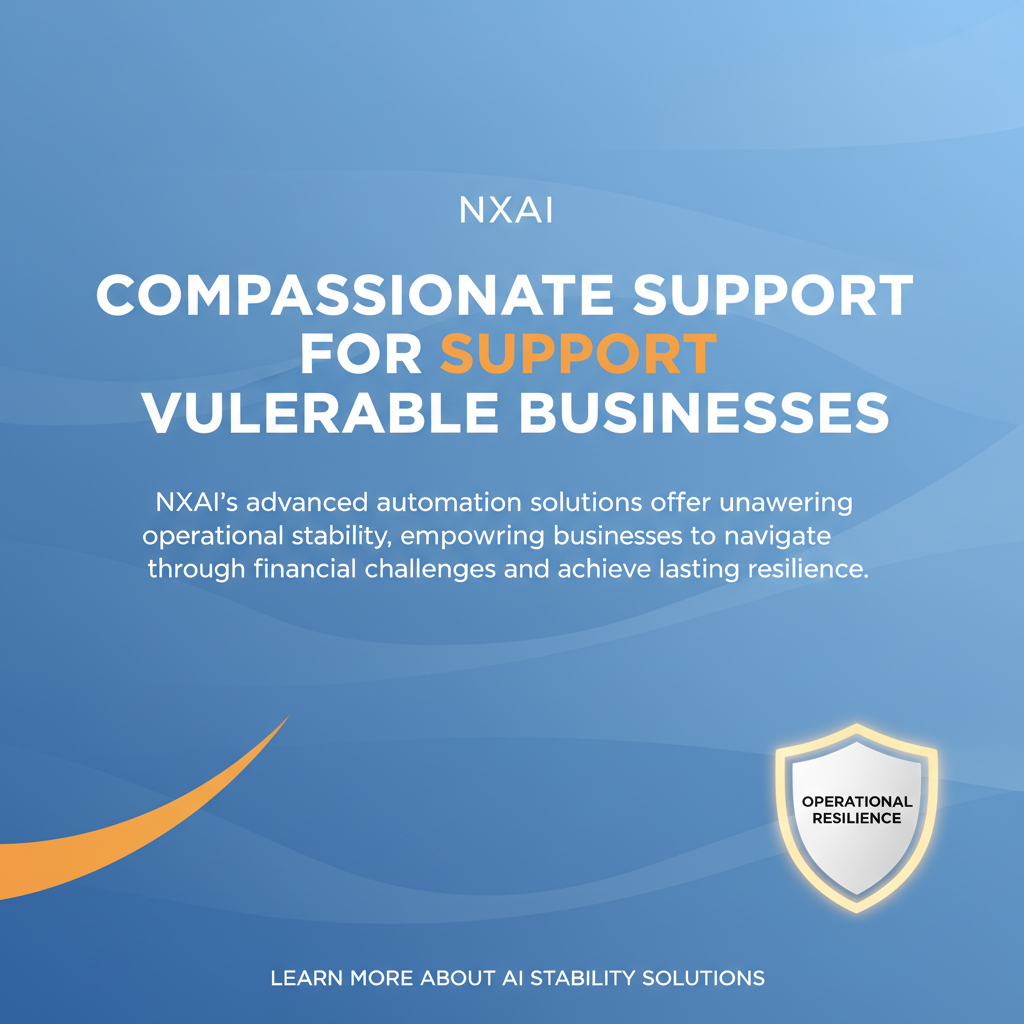 NXAI
COMPASSIONATE SUPPORT
FOR SUPPORT
VULERABLE BUSINESSES
NXAI's advanced automation solutions offer unawering
operational stability, empowring businesses to navigate
through financial challenges and achieve lasting resilience.
OPERATIONAL
RESILIENCE
LEARN MORE ABOUT AI STABILITY SOLUTIONS